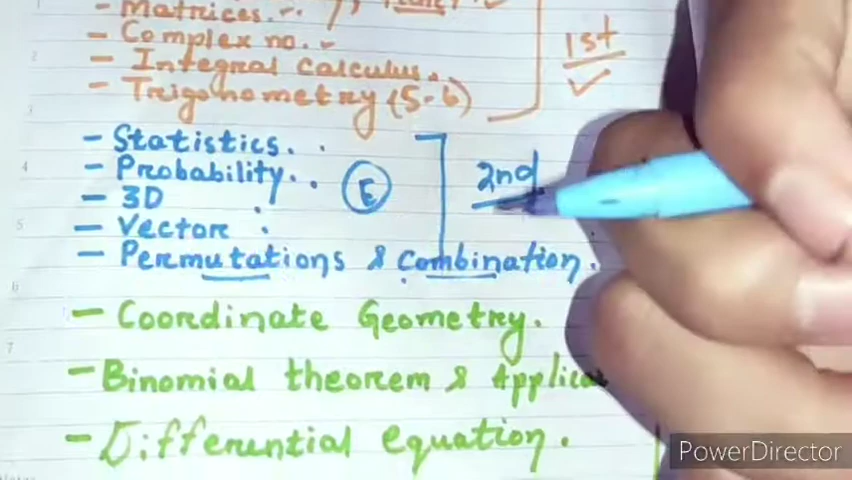 - Matrices.
- Complex no.
- Integral calculus.
- Trigonometry (5-6)
1st
- Statistics.
- Probability.
- 3D
- Vector
- Permutations & Combination.
E
2nd
- Coordinate Geometry.
- Binomial theorem & Applicat
- Differential equation.
PowerDirector